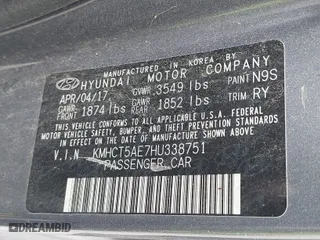 MANUFACTURED IN S.KOREA BY
HYUNDAI MOTOR COMPANY
APR/04/17 GVWR 3549 lbs PAINT N9S
GAWR FRONT 1874 lbs GAWR REAR 1852 lbs TRIM RY
THIS VEHICLE CONFORMS TO ALL APPLICABLE U.S.
FEDERAL MOTOR VEHICLE SAFETY, BUMPER, AND
THEFT PREVENTION STANDARDS IN EFFECT ON THE
DATE OF MANUFACTURE SHOWN ABOVE.
V.I.N KMHCT5AE7HU338751
PASSENGER CAR
DREAMBID